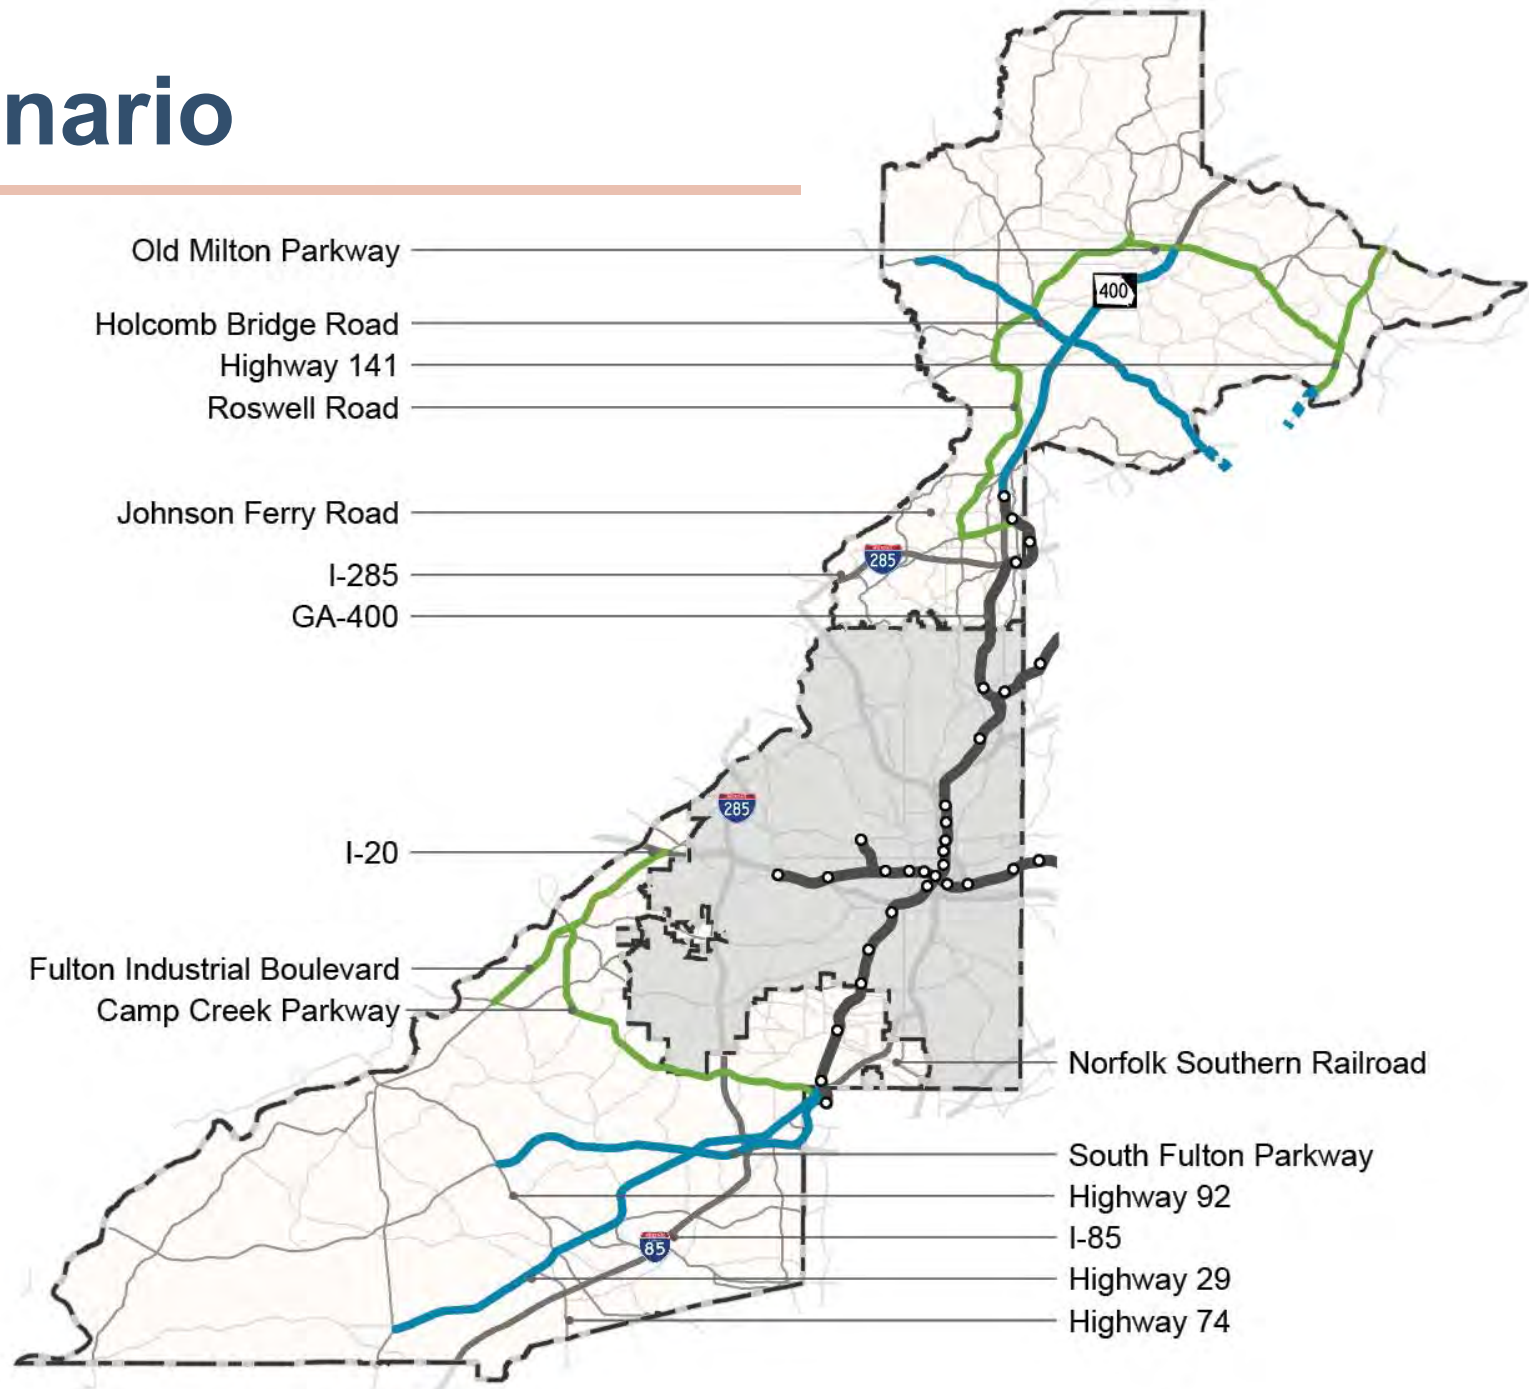 nario
Old Milton Parkway
400
Holcomb Bridge Road
Highway 141
Roswell Road
Johnson Ferry Road
285
I-285
GA-400
285
I-20
Fulton Industrial Boulevard
Camp Creek Parkway
Norfolk Southern Railroad
South Fulton Parkway
Highway 92
I-85
85
Highway 29
Highway 74